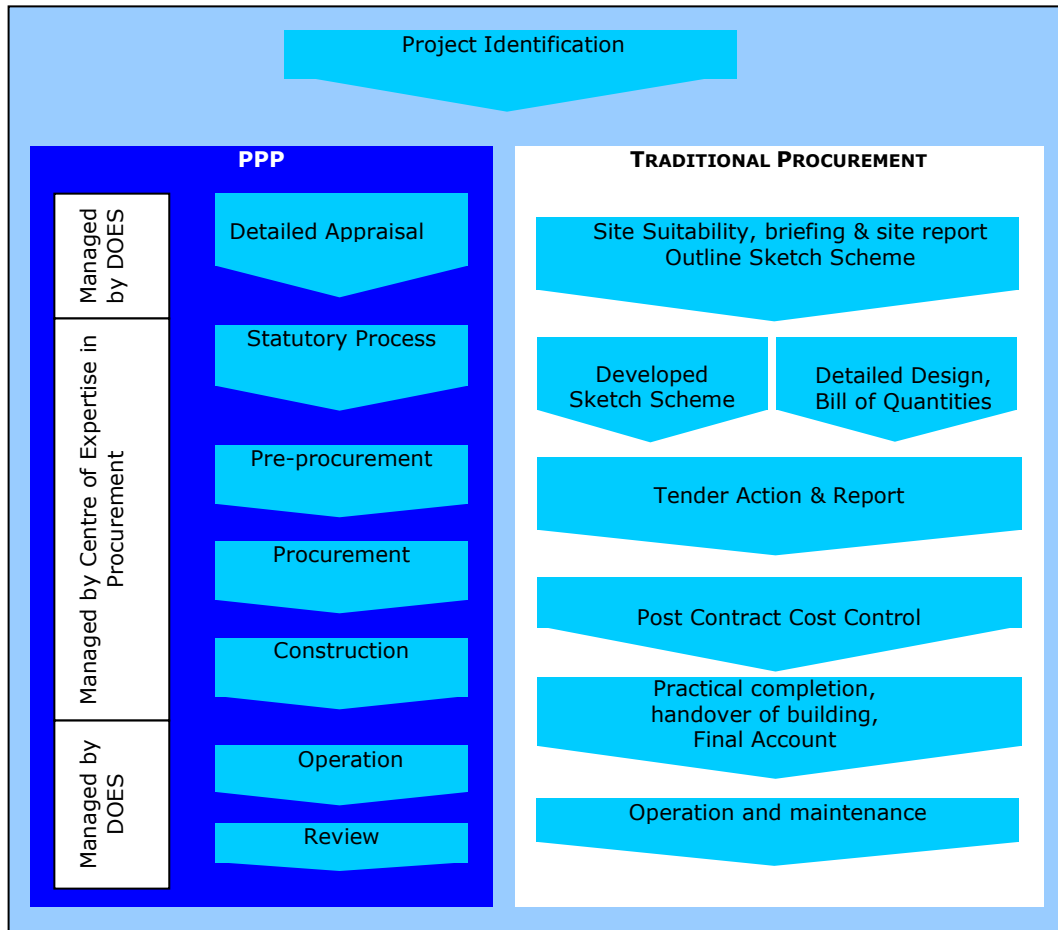 Project Identification
PPP
Managed
by DOES
Managed by Centre of Expertise in
Procurement
Managed by
DOES
Detailed Appraisal
Statutory Process
Pre-procurement
Procurement
Construction
Operation
Review
TRADITIONAL PROCUREMENT
Site Suitability, briefing & site report
Outline Sketch Scheme
Developed
Sketch Scheme
Detailed Design,
Bill of Quantities
Tender Action & Report
Post Contract Cost Control
Practical completion,
handover of building,
Final Account
Operation and maintenance